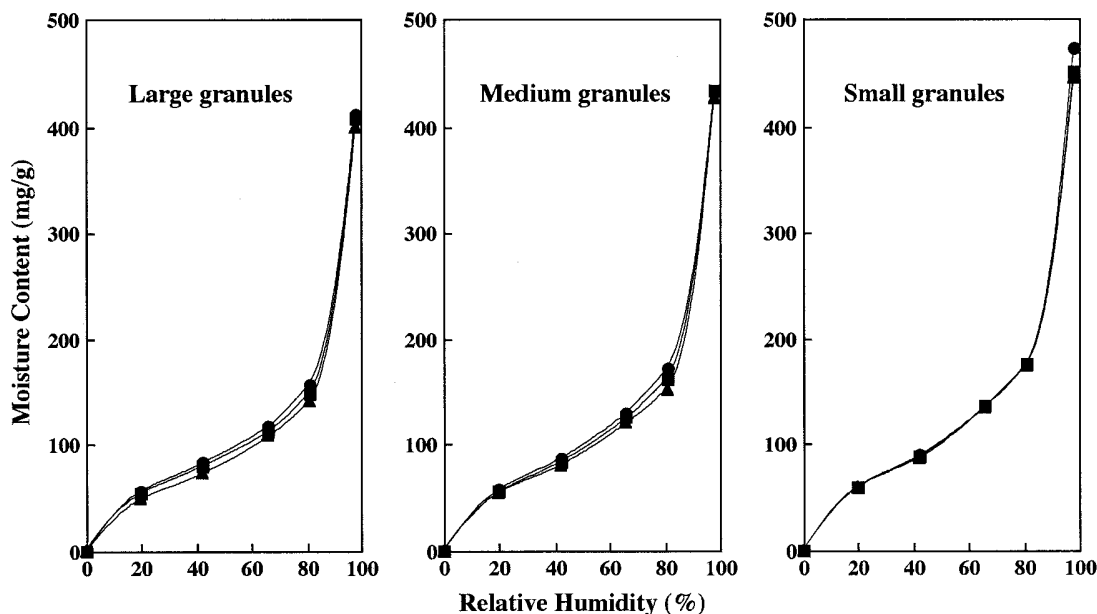 Large granules
Medium granules
Small granules
Moisture Content (mg/g)
500
400
300
200
100
0
0 20 40 60 80 100
500
400
300
200
100
0
0 20 40 60 80 100
500
400
300
200
100
0
0 20 40 60 80 100
Relative Humidity (%)